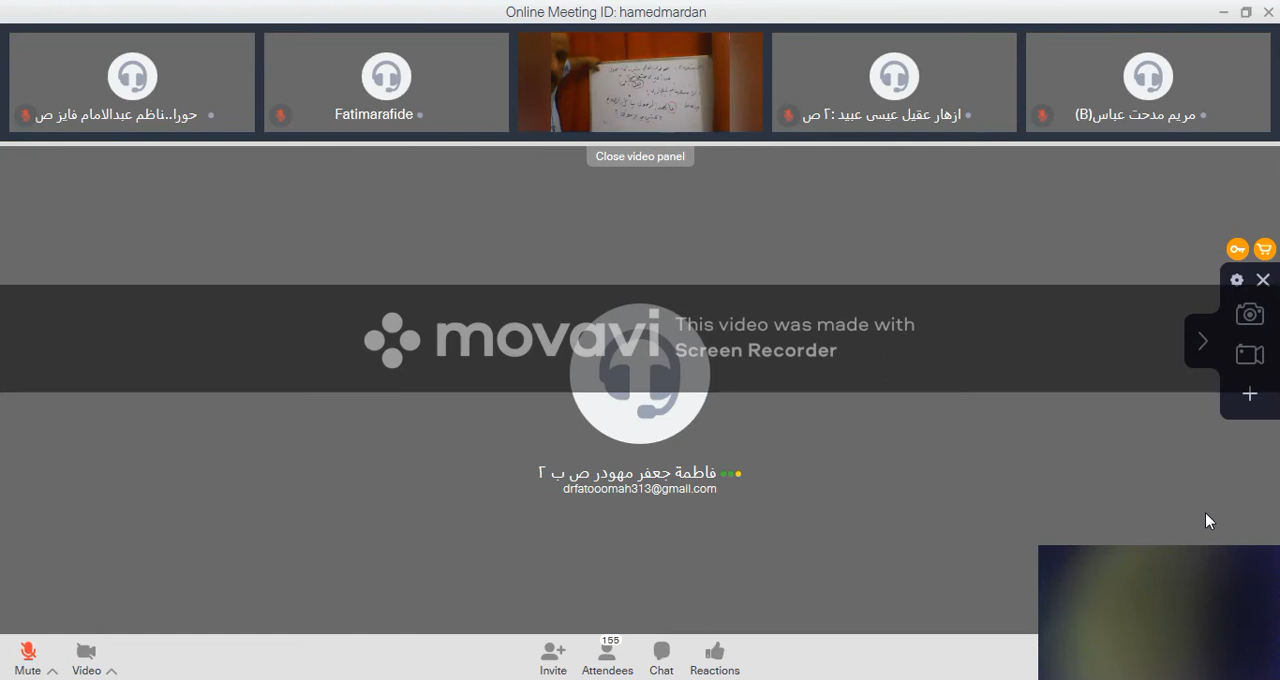 Online Meeting ID: hamedmardan
حورا..ناظم عبدالامام فايز ص
Fatimarafide
ازهار عقيل عيسى عبيد :٢ ص
مريم مدحت عباس(B)
Close video panel
movavi
This video was made with
Screen Recorder
فاطمة جعفر مهودر ص ب ٢
drfatooomah313@gmail.com
155
Mute
Video
Invite
Attendees
Chat
Reactions